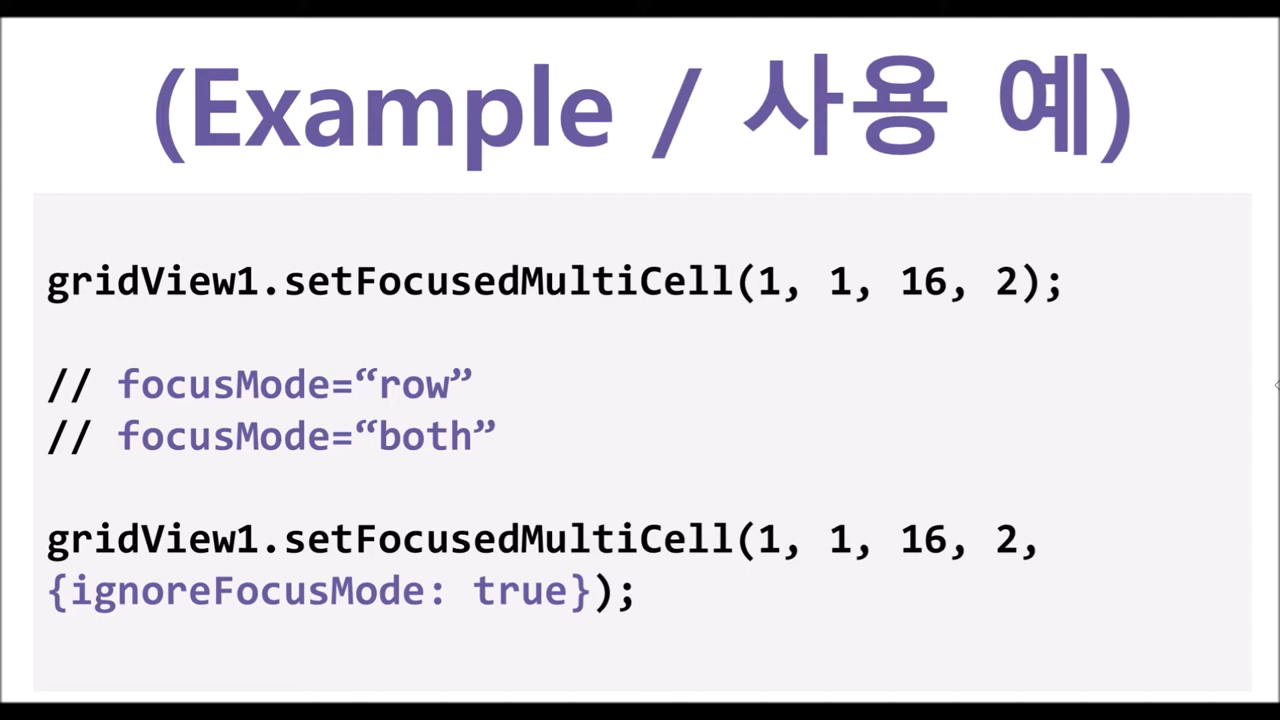 (Example / 사용 예)
gridView1.setFocusedMultiCell(1, 1, 16, 2);
// focusMode=“row”
// focusMode=“both”
gridView1.setFocusedMultiCell(1, 1, 16, 2,
{ignoreFocusMode: true});